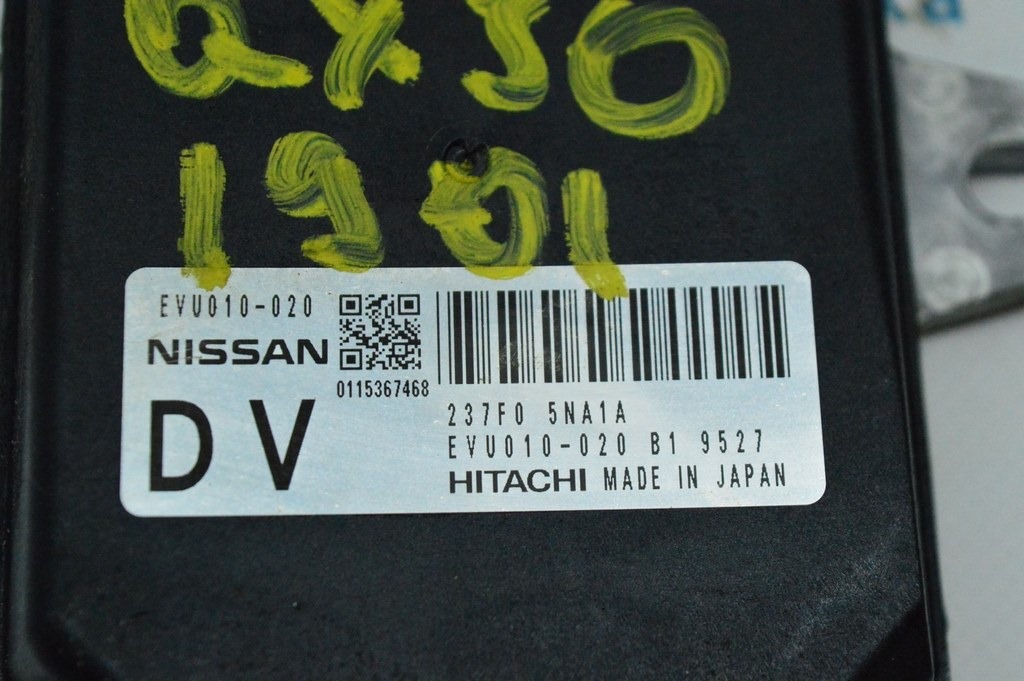 QX50
1901
EVU010-020
NISSAN
0115367468
DV
237F0 5NA1A
EVU010-020 B1 9527
HITACHI MADE IN JAPAN